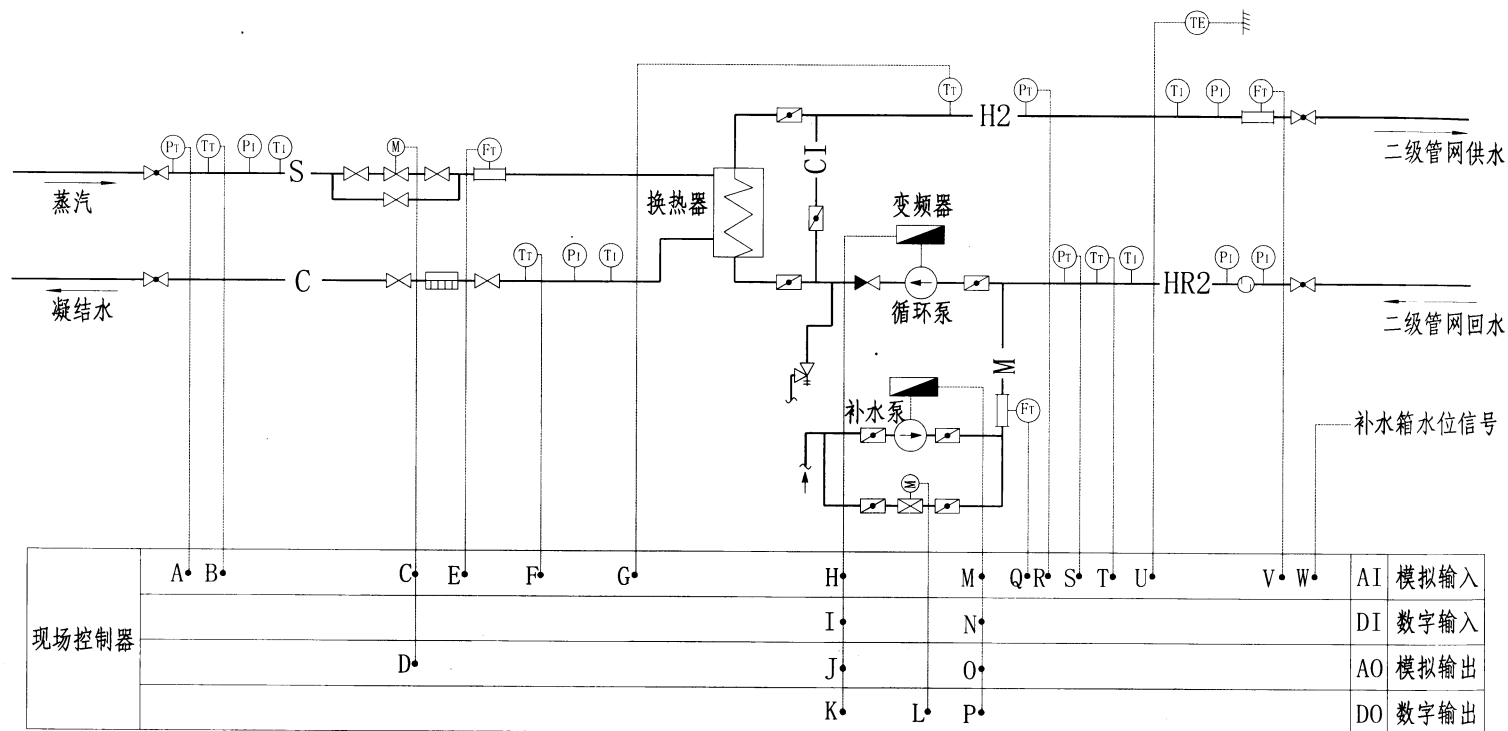 TE
TT
PT
H2
TI
PI
FT
二级管网供水
PT
TT
PI
TI
S
M
FT
蒸汽
换热器
CI
变频器
C
TT
PI
TI
凝结水
循环泵
PT
TT
TI
HR2
PI
PI
二级管网回水
M
补水泵
FT
补水箱水位信号
M
现场控制器
A B C E F G H M Q R S T U V W AI 模拟输入
I N DI 数字输入
D J O AO 模拟输出
K L P DO 数字输出